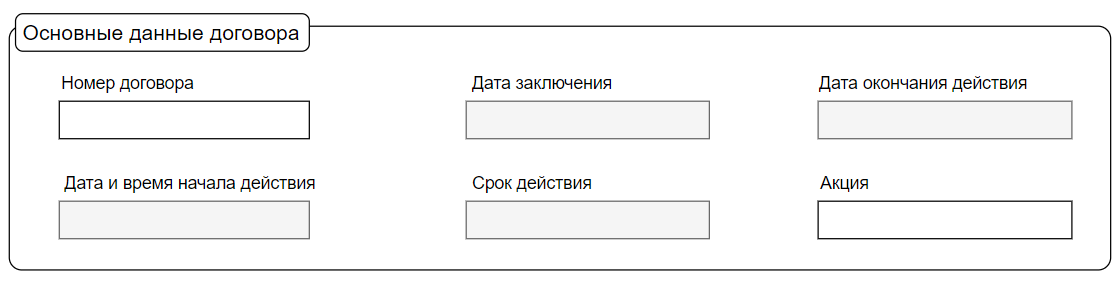 Основные данные договора
Номер договора
Дата заключения
Дата окончания действия
Дата и время начала действия
Срок действия
Акция